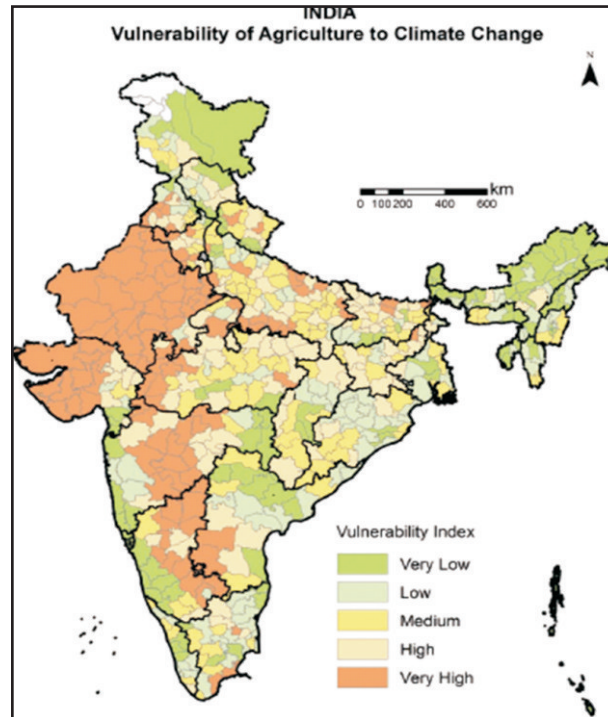 INDIA
Vulnerability of Agriculture to Climate Change
N
km
0 100 200 400 600
Vulnerability Index
Very Low
Low
Medium
High
Very High